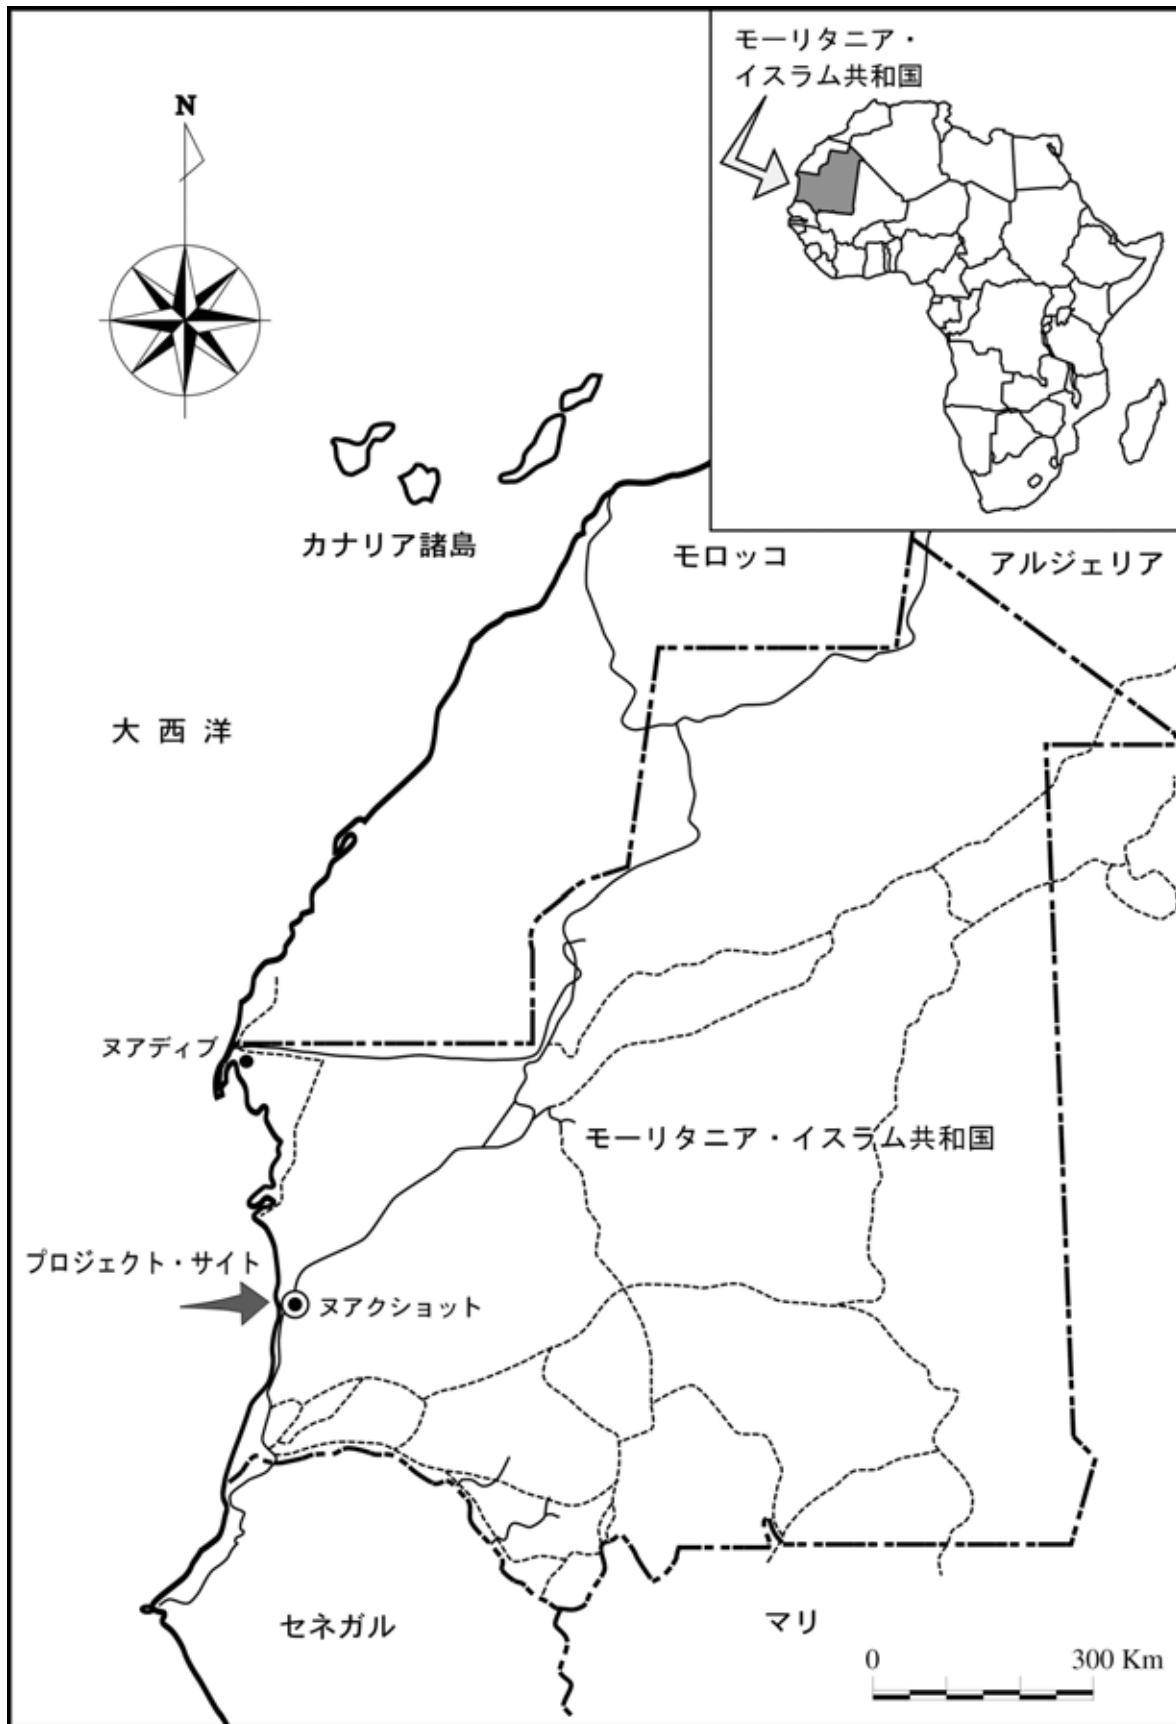 モーリタニア・
イスラム共和国
N
カナリア諸島
モロッコ
アルジェリア
大西洋
ヌアディブ
モーリタニア・イスラム共和国
プロジェクト・サイト
ヌアクショット
セネガル
マリ
0 300 Km